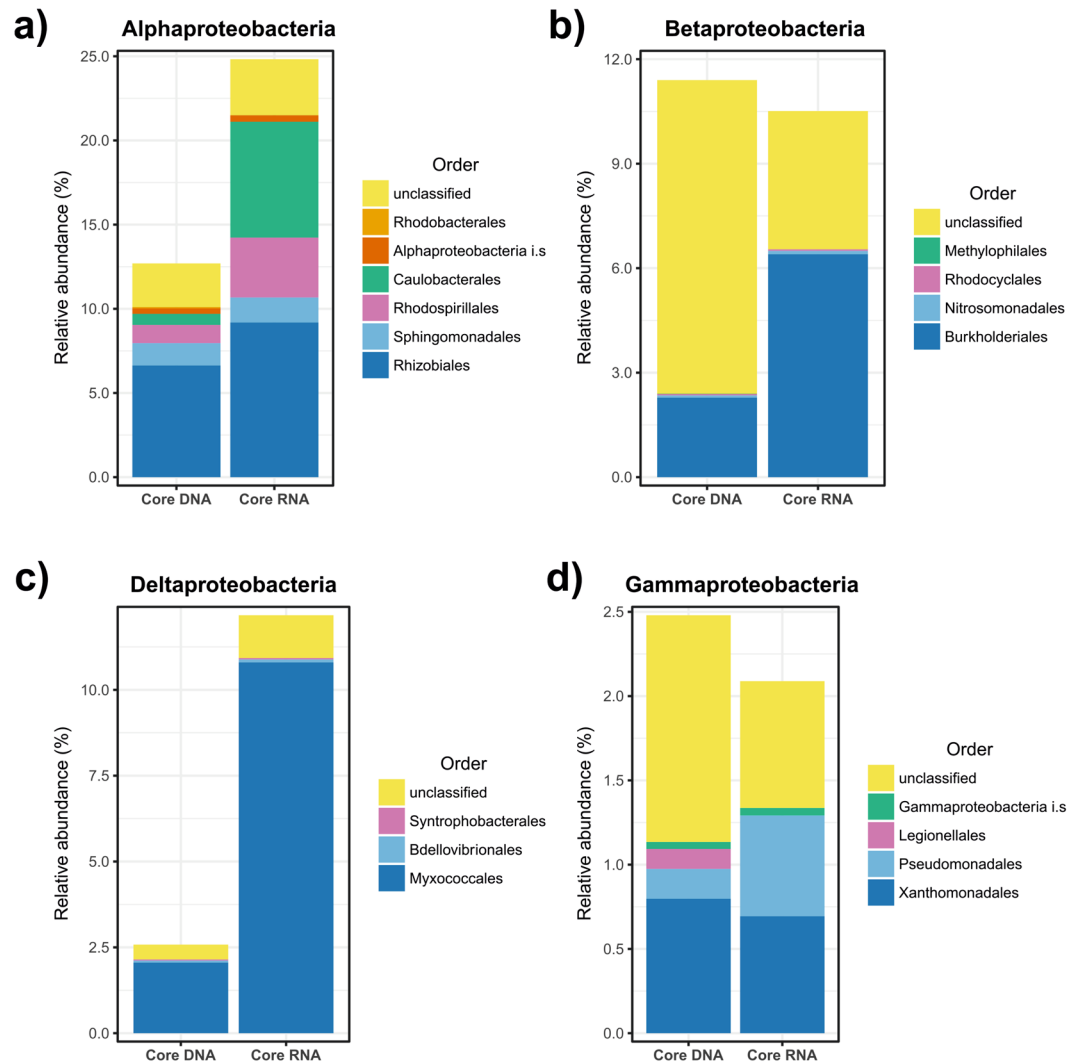 a)
Alphaproteobacteria
Relative abundance (%)
25.0
20.0
15.0
10.0
5.0
0.0
Core DNA
Core RNA
Order
unclassified
Rhodobacterales
Alphaproteobacteria i.s
Caulobacterales
Rhodospirillales
Sphingomonadales
Rhizobiales
b)
Betaproteobacteria
Relative abundance (%)
12.0
9.0
6.0
3.0
0.0
Core DNA
Core RNA
Order
unclassified
Methylophilales
Rhodocyclales
Nitrosomonadales
Burkholderiales
c)
Deltaproteobacteria
Relative abundance (%)
10.0
7.5
5.0
2.5
0.0
Core DNA
Core RNA
Order
unclassified
Syntrophobacterales
Bdellovibrionales
Myxococcales
d)
Gammaproteobacteria
Relative abundance (%)
2.5
2.0
1.5
1.0
0.5
0.0
Core DNA
Core RNA
Order
unclassified
Gammaproteobacteria i.s
Legionellales
Pseudomonadales
Xanthomonadales